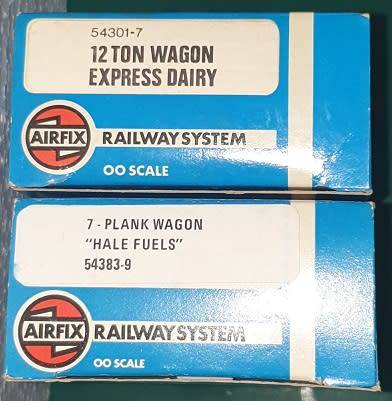 54301-7
12 TON WAGON
EXPRESS DAIRY
AIRFIX RAILWAY SYSTEM
OO SCALE
7-PLANK WAGON
"HALE FUELS"
54383-9
AIRFIX RAILWAY SYSTEM
OO SCALE